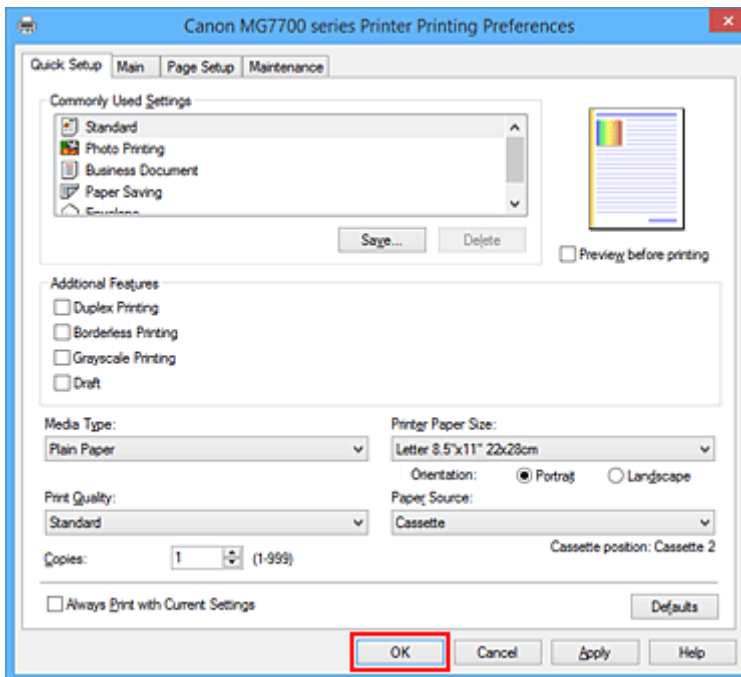 Canon MG7700 series Printer Printing Preferences
Quick Setup Main Page Setup Maintenance
Commonly Used Settings
Standard
Photo Printing
Business Document
Paper Saving
Envelope
Save... Delete
Preview before printing
Additional Features
Duplex Printing
Borderless Printing
Grayscale Printing
Draft
Media Type: Printer Paper Size:
Plain Paper Letter 8.5"x11" 22x28cm
Orientation: Portrait Landscape
Print Quality: Paper Source:
Standard Cassette
Cassette position: Cassette 2
Copies: 1 (1-999)
Always Print with Current Settings Defaults
OK Cancel Apply Help